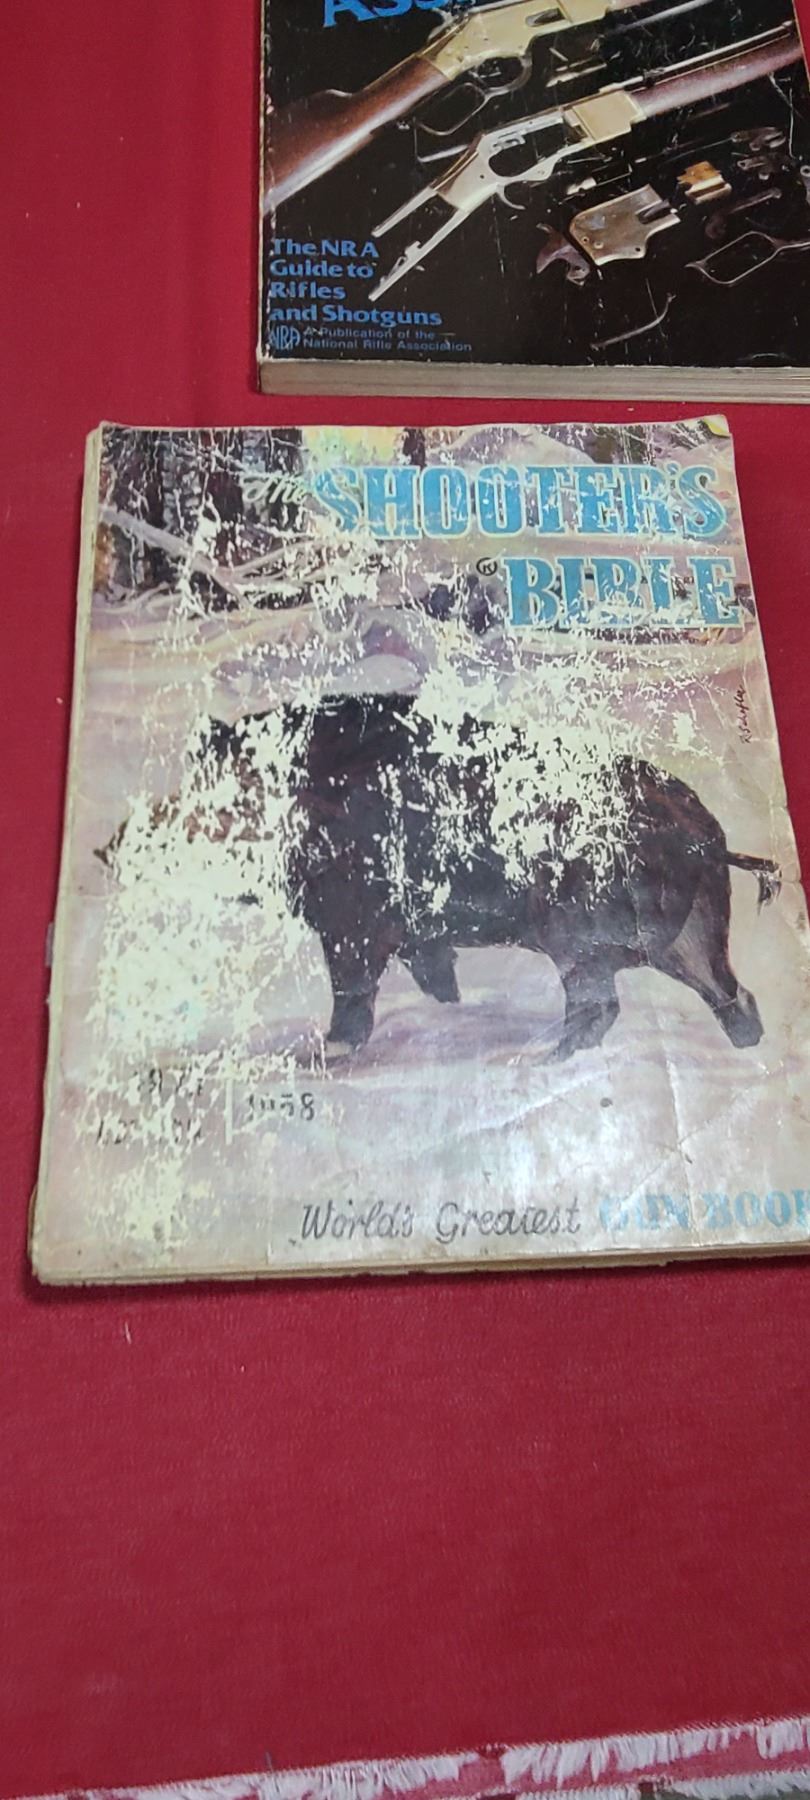 The NRA
Guide to
Rifles
and Shotguns
NRA A Publication of the
National Rifle Association
The SHOOTER'S
® BIBLE
1958
World's Greatest GUN BOOK